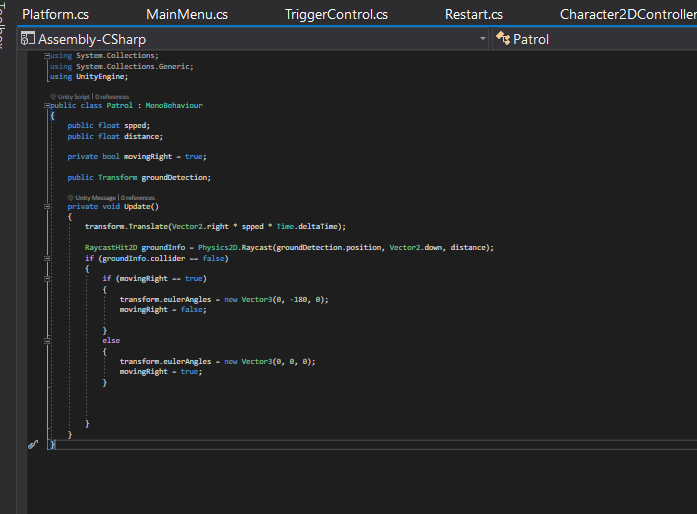 Toolbox
Platform.cs MainMenu.cs TriggerControl.cs Restart.cs Character2DController
Assembly-CSharp Patrol
using System.Collections;
using System.Collections.Generic;
using UnityEngine;
Unity Script | 0 references
public class Patrol : MonoBehaviour
{
public float spped;
public float distance;
private bool movingRight = true;
public Transform groundDetection;
Unity Message | 0 references
private void Update()
{
transform.Translate(Vector2.right * spped * Time.deltaTime);
RaycastHit2D groundInfo = Physics2D.Raycast(groundDetection.position, Vector2.down, distance);
if (groundInfo.collider == false)
{
if (movingRight == true)
{
transform.eulerAngles = new Vector3(0, -180, 0);
movingRight = false;
}
else
{
transform.eulerAngles = new Vector3(0, 0, 0);
movingRight = true;
}
}
}
}